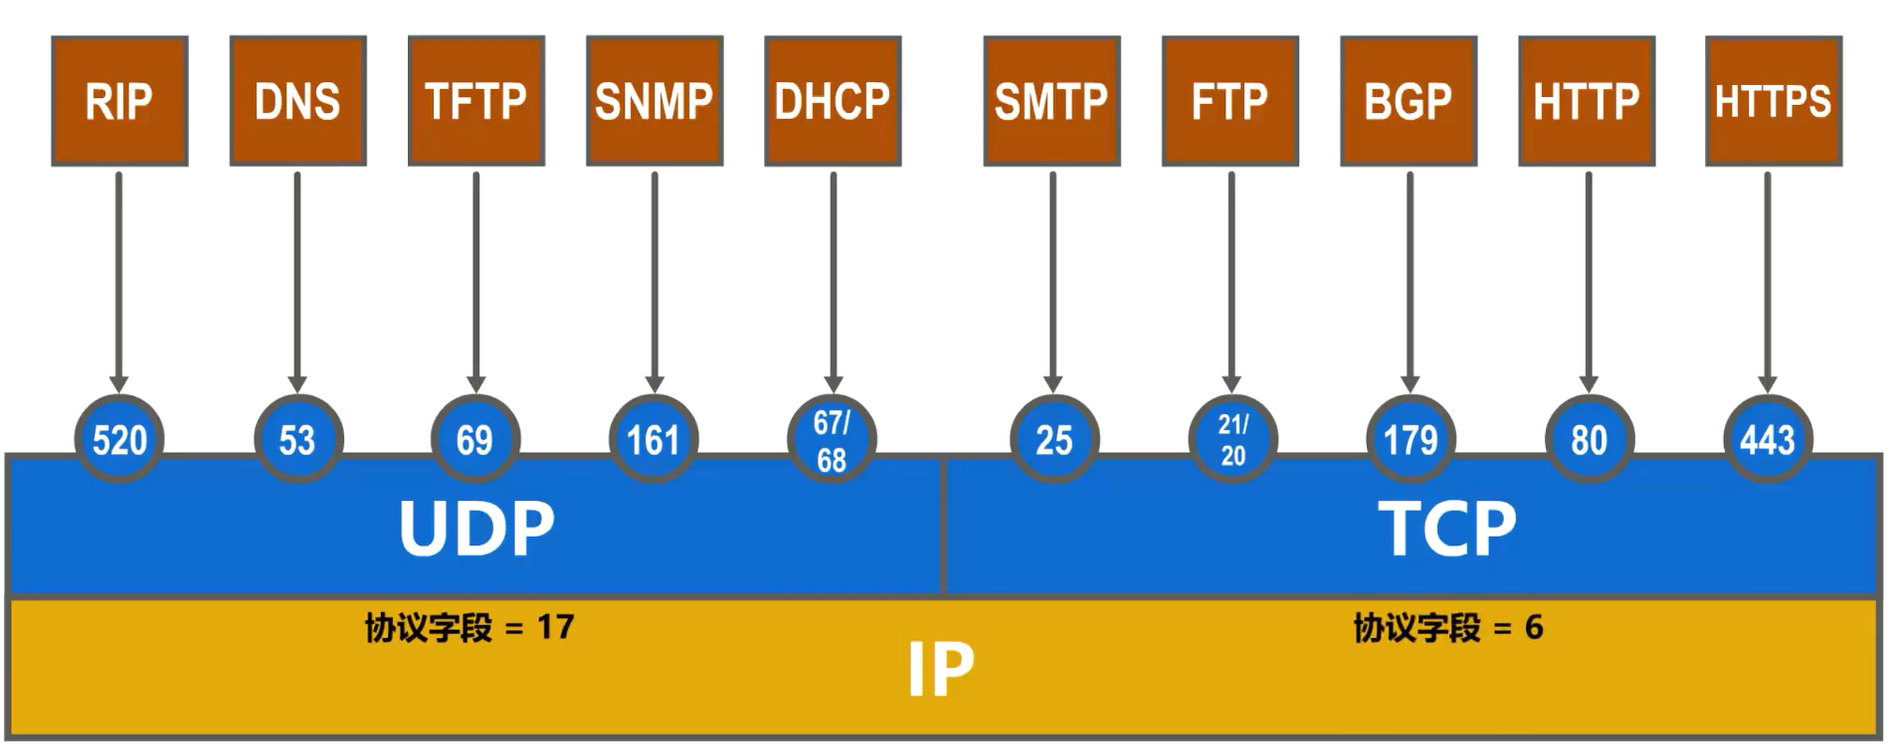 RIP
DNS
TFTP
SNMP
DHCP
SMTP
FTP
BGP
HTTP
HTTPS
520
53
69
161
67/
68
25
21/
20
179
80
443
UDP
TCP
协议字段 = 17
协议字段 = 6
IP